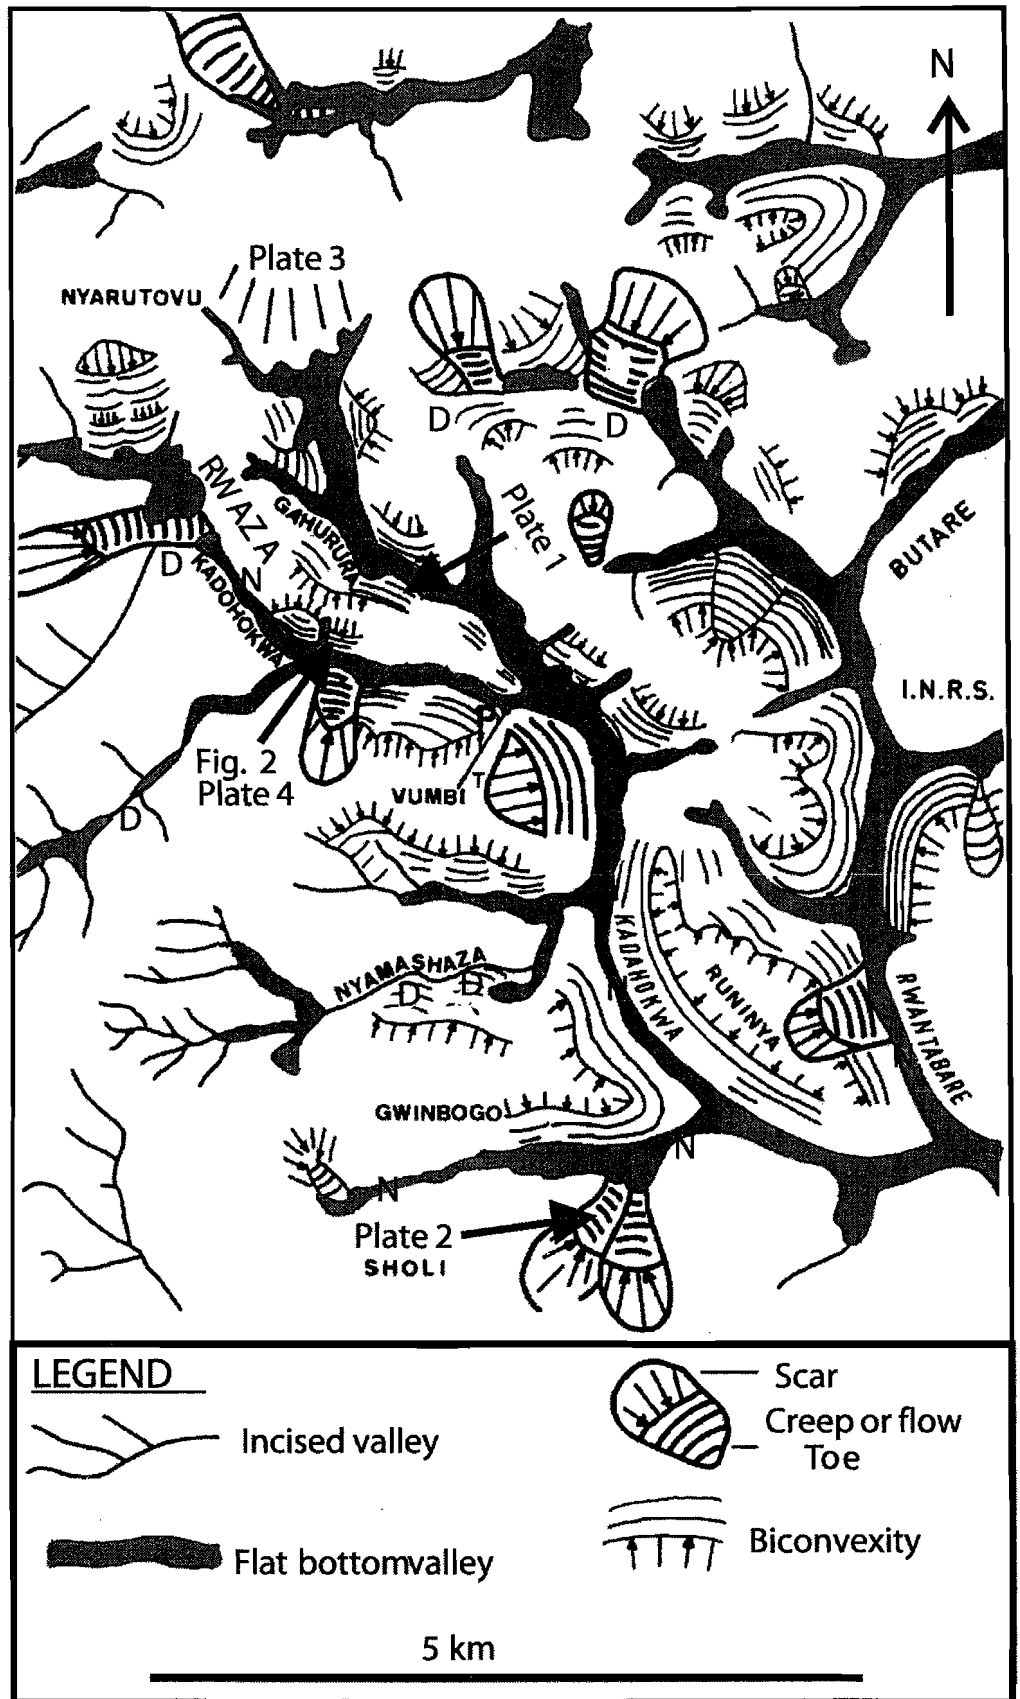 N
Plate 3
NYARUTOVU
D
D
RWAZA
GAHURURA
Plate 1
BUTARE
D
N
KADOHOKWA
I.N.R.S.
P
Fig. 2
Plate 4
T
VUMBI
D
KADAHOKWA
NYAMASHAZA
D
D
RUNINYA
RWANTABARE
GWINBOGO
N
N
Plate 2
SHOLI
LEGEND
Scar
Creep or flow
Toe
Incised valley
Biconvexity
Flat bottomvalley
5 km